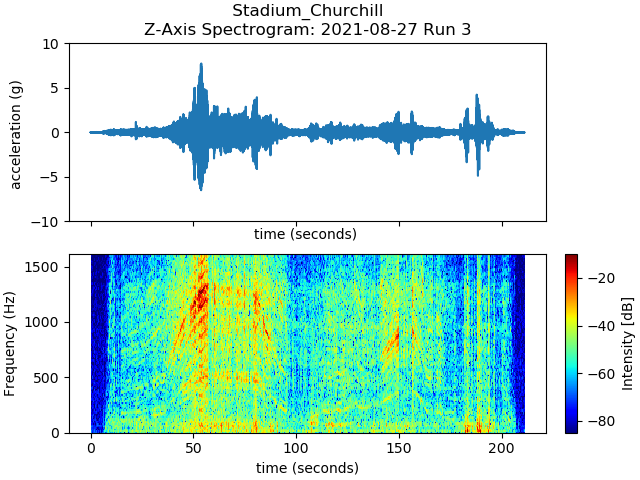 Stadium_Churchill
Z-Axis Spectrogram: 2021-08-27 Run 3
10
5
0
−5
−10
acceleration (g)
time (seconds)
1500
1000
500
0
Frequency (Hz)
0 50 100 150 200
time (seconds)
−20
−40
−60
−80
Intensity [dB]